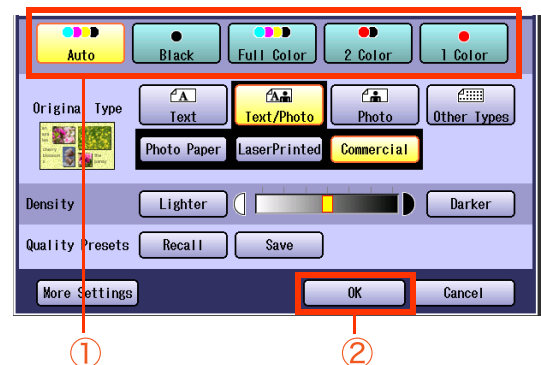 Auto Black Full Color 2 Color 1 Color
Original Type
A Text A Text/Photo Photo Other Types
Photo Paper LaserPrinted Commercial
Density Lighter Darker
Quality Presets Recall Save
More Settings OK Cancel
① ②